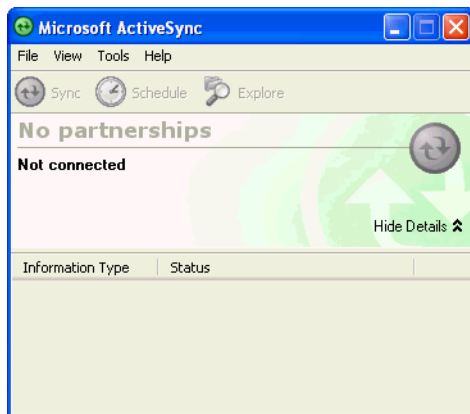 Microsoft ActiveSync
File View Tools Help
Sync Schedule Explore
No partnerships
Not connected
Hide Details
Information Type Status